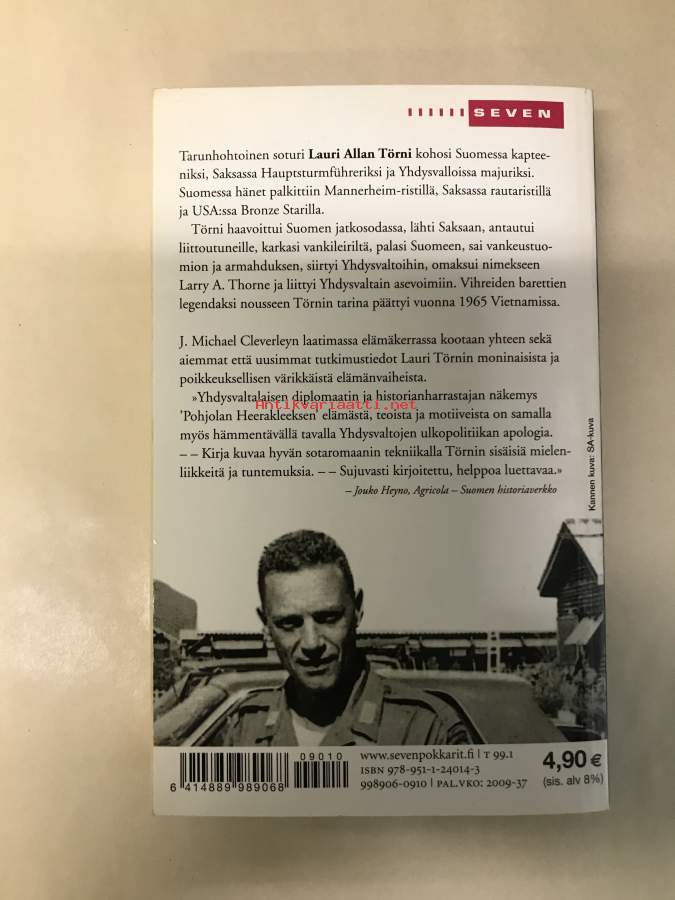 SEVEN
Tarunhohtoinen soturi Lauri Allan Törni kohosi Suomessa kaptee-
niksi, Saksassa Hauptsturmführeriksi ja Yhdysvalloissa majuriksi.
Suomessa hänet palkittiin Mannerheim-ristillä, Saksassa rautaristillä
ja USA:ssa Bronze Starilla.
Törni haavoittui Suomen jatkosodassa, lähti Saksaan, antautui
liittoutuneille, karkasi vankileiriltä, palasi Suomeen, sai vankeustuo-
mion ja armahduksen, siirtyi Yhdysvaltoihin, omaksui nimekseen
Larry A. Thorne ja liittyi Yhdysvaltain asevoimiin. Vihreiden barettien
legendaksi nousseen Törnin tarina päättyi vuonna 1965 Vietnamissa.
J. Michael Cleverleyn laatimassa elämäkerrassa kootaan yhteen sekä
aiemmat että uusimmat tutkimustiedot Lauri Törnin moninaisista ja
poikkeuksellisen värikkäistä elämänvaiheista.
»Yhdysvaltalaisen diplomaatin ja historianharrastajan näkemys
Antikvariaatti.net
'Pohjolan Heerakleeksen' elämästä, teoista ja motiiveista on samalla
myös hämmentävällä tavalla Yhdysvaltojen ulkopolitiikan apologia.
– – Kirja kuvaa hyvän sotaromaanin tekniikalla Törnin sisäisiä mielen-
liikkeitä ja tuntemuksia. – – Sujuvasti kirjoitettu, helppoa luettavaa.»
– Jouko Heyno, Agricola – Suomen historiaverkko
Kannen kuva: SA-kuva
09010
6 414889 989068
www.sevenpokkarit.fi | T 99.1
ISBN 978-951-1-24014-3
998906-0910 | PAL.VKO: 2009-37
4,90 €
(sis. alv 8%)